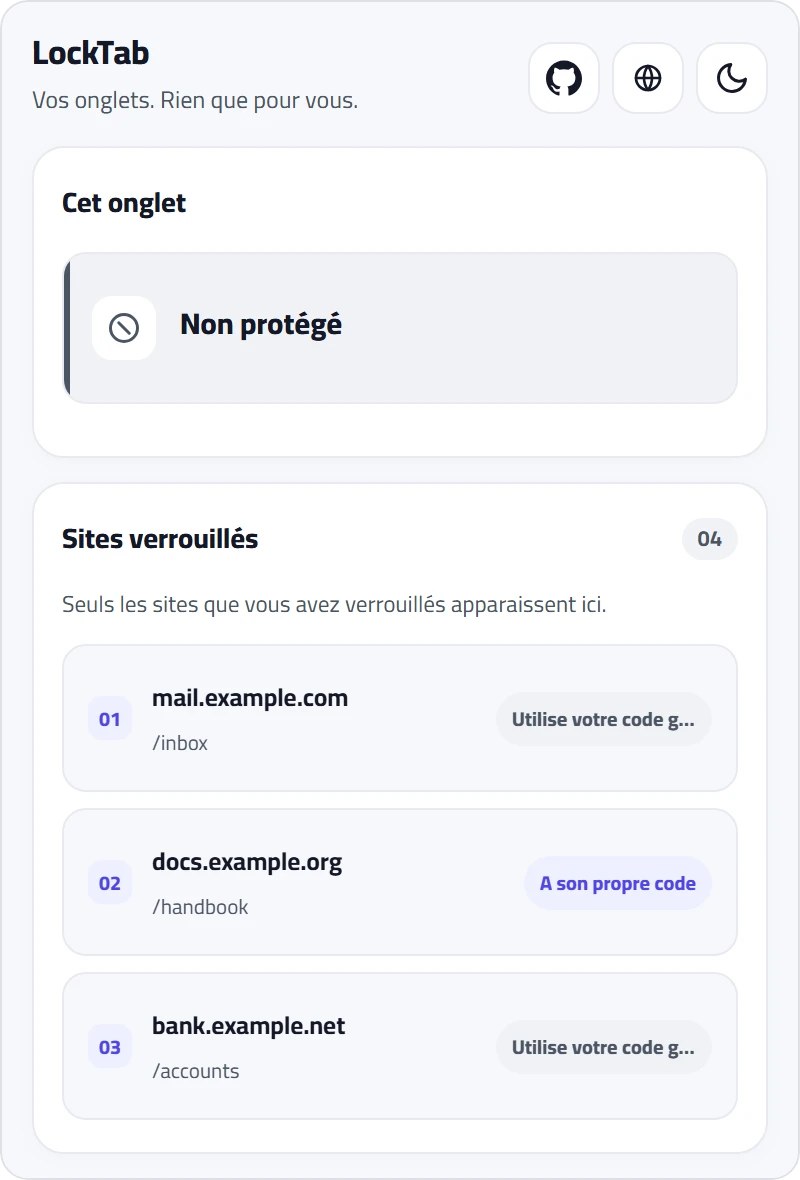 LockTab
Vos onglets. Rien que pour vous.
Cet onglet
Non protégé
Sites verrouillés
04
Seuls les sites que vous avez verrouillés apparaissent ici.
01
mail.example.com
/inbox
Utilise votre code g...
02
docs.example.org
/handbook
A son propre code
03
bank.example.net
/accounts
Utilise votre code g...